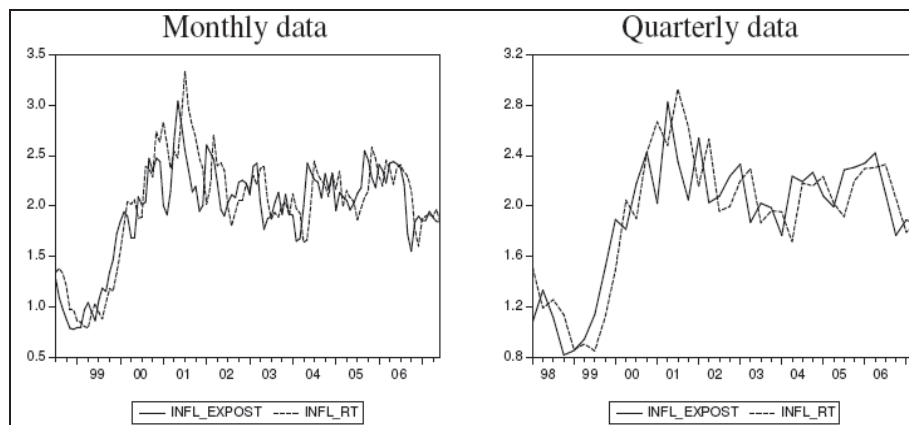 Monthly data
3.5
3.0
2.5
2.0
1.5
1.0
0.5
99 00 01 02 03 04 05 06
INFL_EXPOST INFL_RT
Quarterly data
3.2
2.8
2.4
2.0
1.6
1.2
0.8
98 99 00 01 02 03 04 05 06
INFL_EXPOST INFL_RT